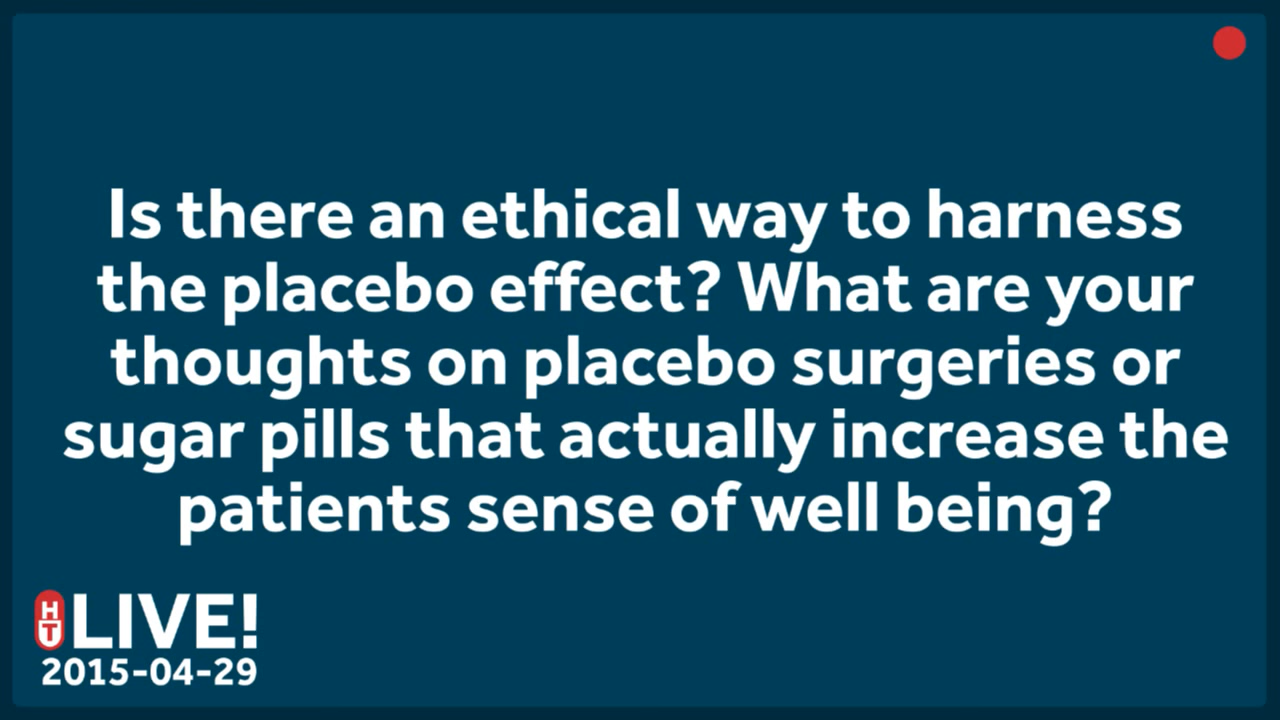 Is there an ethical way to harness
the placebo effect? What are your
thoughts on placebo surgeries or
sugar pills that actually increase the
patients sense of well being?
HT LIVE!
2015-04-29